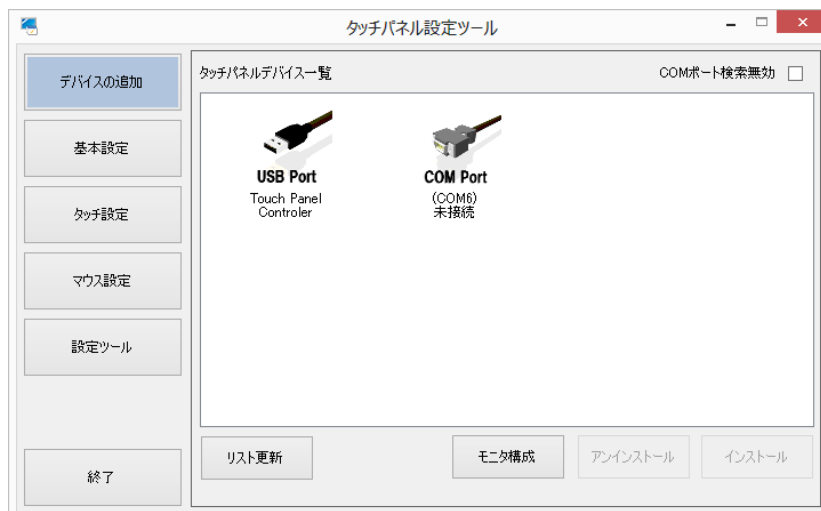 タッチパネル設定ツール
デバイスの追加
基本設定
タッチ設定
マウス設定
設定ツール
終了
タッチパネルデバイス一覧
COMポート検索無効
USB Port
Touch Panel
Controler
COM Port
(COM6)
未接続
リスト更新
モニタ構成
アンインストール
インストール